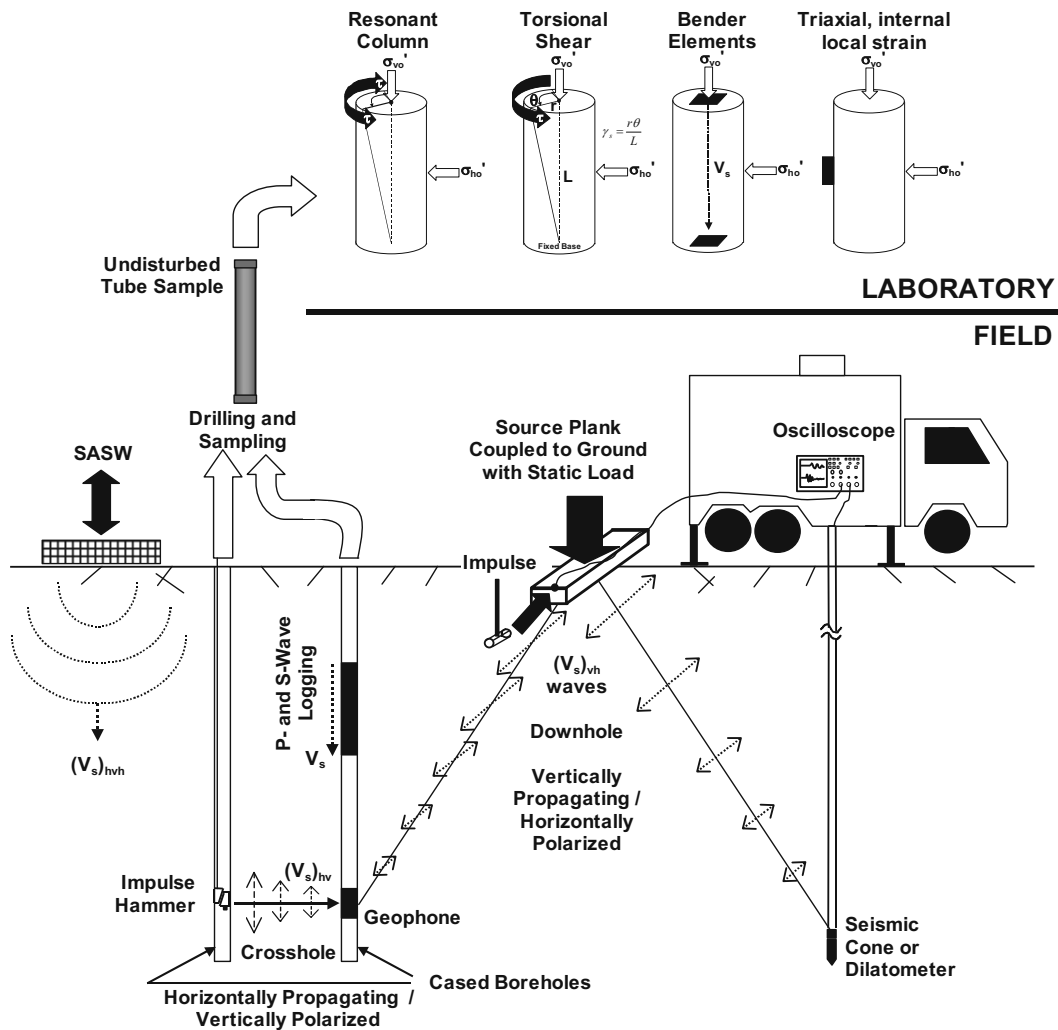 Resonant
Column
σvo'
τ
τ
σho'
Torsional
Shear
σvo'
θ
r
τ
γs = rθ
L
L
σho'
Fixed Base
Bender
Elements
σvo'
Vs
σho'
Triaxial, internal
local strain
σvo'
σho'
Undisturbed
Tube Sample
LABORATORY
FIELD
Drilling and
Sampling
SASW
Source Plank
Coupled to Ground
with Static Load
Oscilloscope
Impulse
P- and S-Wave
Logging
Vs
(Vs)hvh
(Vs)vh
waves
Downhole
Vertically
Propagating /
Horizontally
Polarized
(Vs)hv
Impulse
Hammer
Geophone
Crosshole
Seismic
Cone or
Dilatometer
Cased Boreholes
Horizontally Propagating /
Vertically Polarized